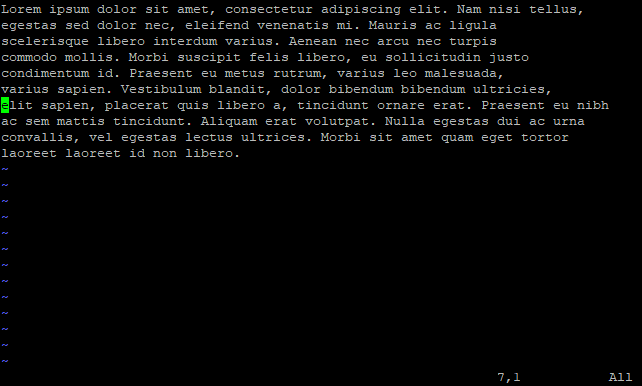 Lorem ipsum dolor sit amet, consectetur adipiscing elit. Nam nisi tellus,
egestas sed dolor nec, eleifend venenatis mi. Mauris ac ligula
scelerisque libero interdum varius. Aenean nec arcu nec turpis
commodo mollis. Morbi suscipit felis libero, eu sollicitudin justo
condimentum id. Praesent eu metus rutrum, varius leo malesuada,
varius sapien. Vestibulum blandit, dolor bibendum bibendum ultricies,
elit sapien, placerat quis libero a, tincidunt ornare erat. Praesent eu nibh
ac sem mattis tincidunt. Aliquam erat volutpat. Nulla egestas dui ac urna
convallis, vel egestas lectus ultrices. Morbi sit amet quam eget tortor
laoreet laoreet id non libero.
~
~
~
~
~
~
~
~
~
~
~
~
~
7,1 All